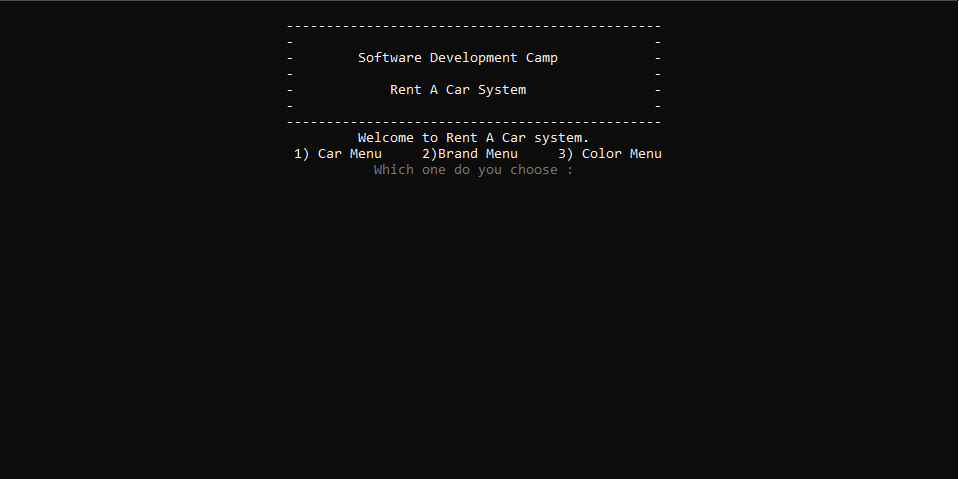 -----------------------------------------------
-                                             -
-        Software Development Camp            -
-                                             -
-            Rent A Car System                -
-                                             -
-----------------------------------------------
Welcome to Rent A Car system.
1) Car Menu     2)Brand Menu     3) Color Menu
Which one do you choose :